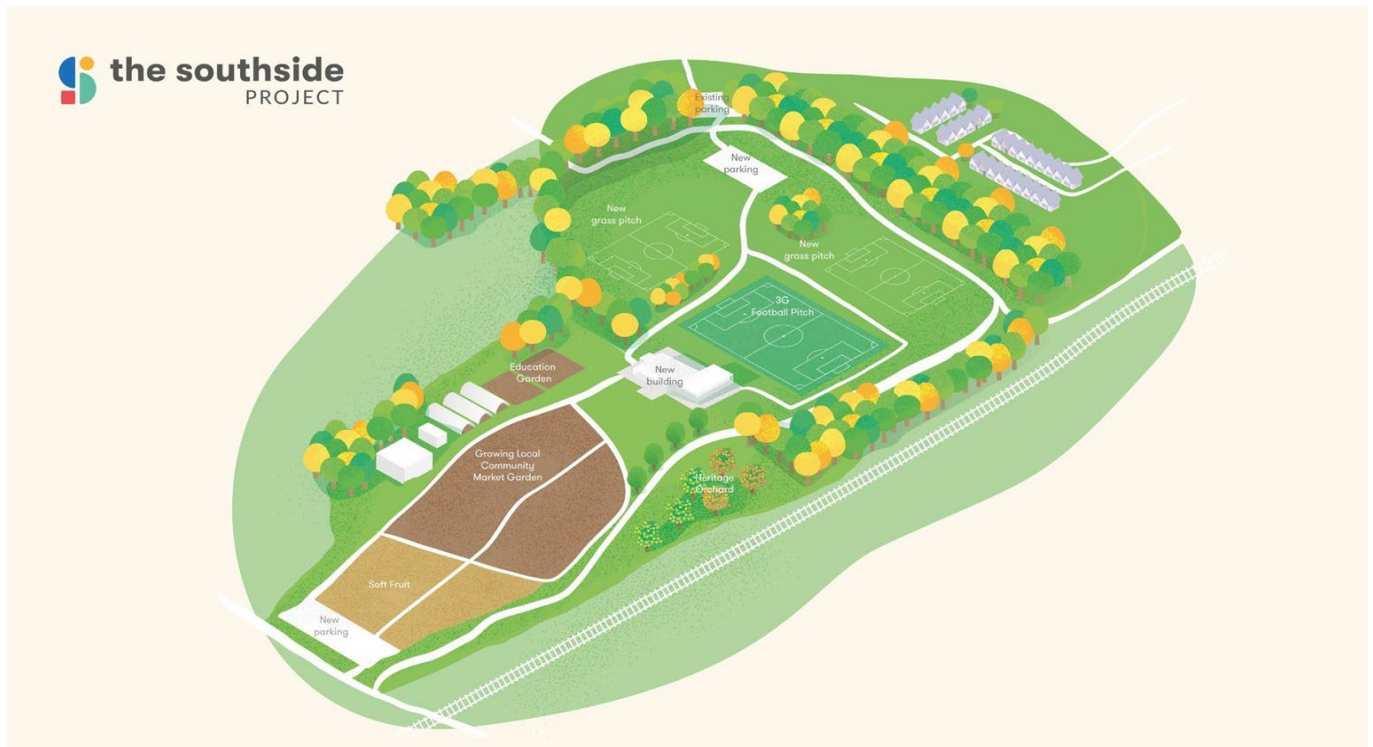 the southside
PROJECT
Existing
parking
New
parking
New
grass pitch
New
grass pitch
3G
Football Pitch
New
building
Education
Garden
Growing Local
Community
Market Garden
Heritage
Orchard
Soft Fruit
New
parking